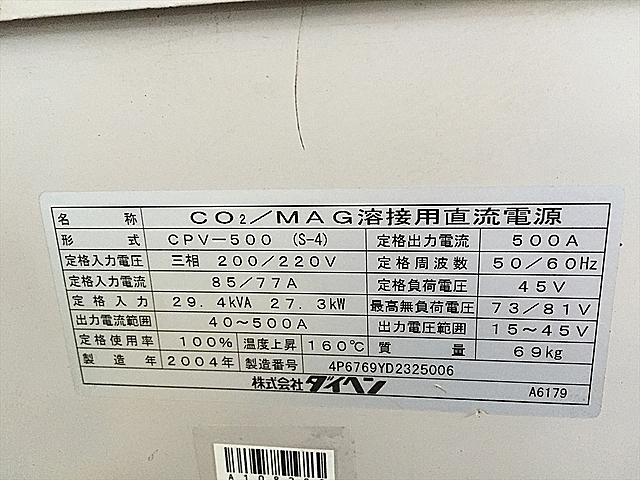 名称 CO2/MAG溶接用直流電源
形式 CPV-500 (S-4) 定格出力電流 500A
定格入力電圧 三相 200/220V 定格周波数 50/60Hz
定格入力電流 85/77A 定格負荷電圧 45V
定格入力 29.4kVA 27.3kW 最高無負荷電圧 73/81V
出力電流範囲 40~500A 出力電圧範囲 15~45V
定格使用率 100% 温度上昇 160℃ 質量 69kg
製造年 2004年 製造番号 4P6769YD2325006
株式会社ダイヘン A6179